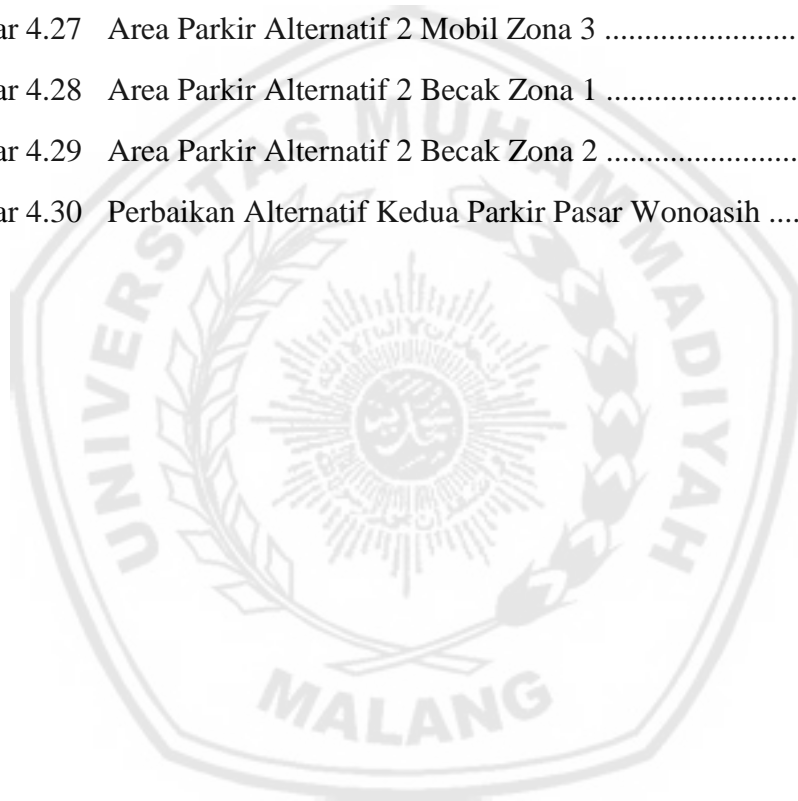 ar 4.27 Area Parkir Alternatif 2 Mobil Zona 3 .......................
ar 4.28 Area Parkir Alternatif 2 Becak Zona 1 .......................
ar 4.29 Area Parkir Alternatif 2 Becak Zona 2 .......................
ar 4.30 Perbaikan Alternatif Kedua Parkir Pasar Wonoasih ....
UNIVERSITAS MUHAMMADIYAH
MALANG